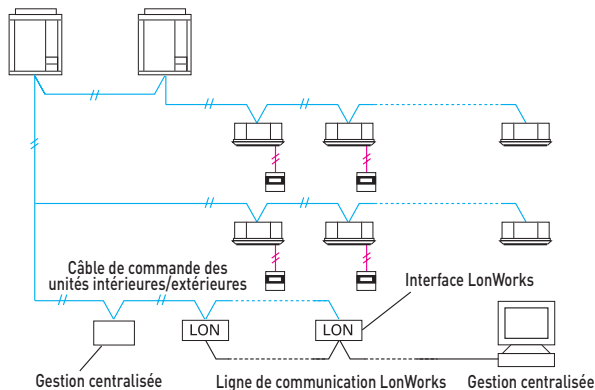 Câble de commande des
unités intérieures/extérieures
Interface LonWorks
LON
LON
Gestion centralisée
Ligne de communication LonWorks
Gestion centralisée